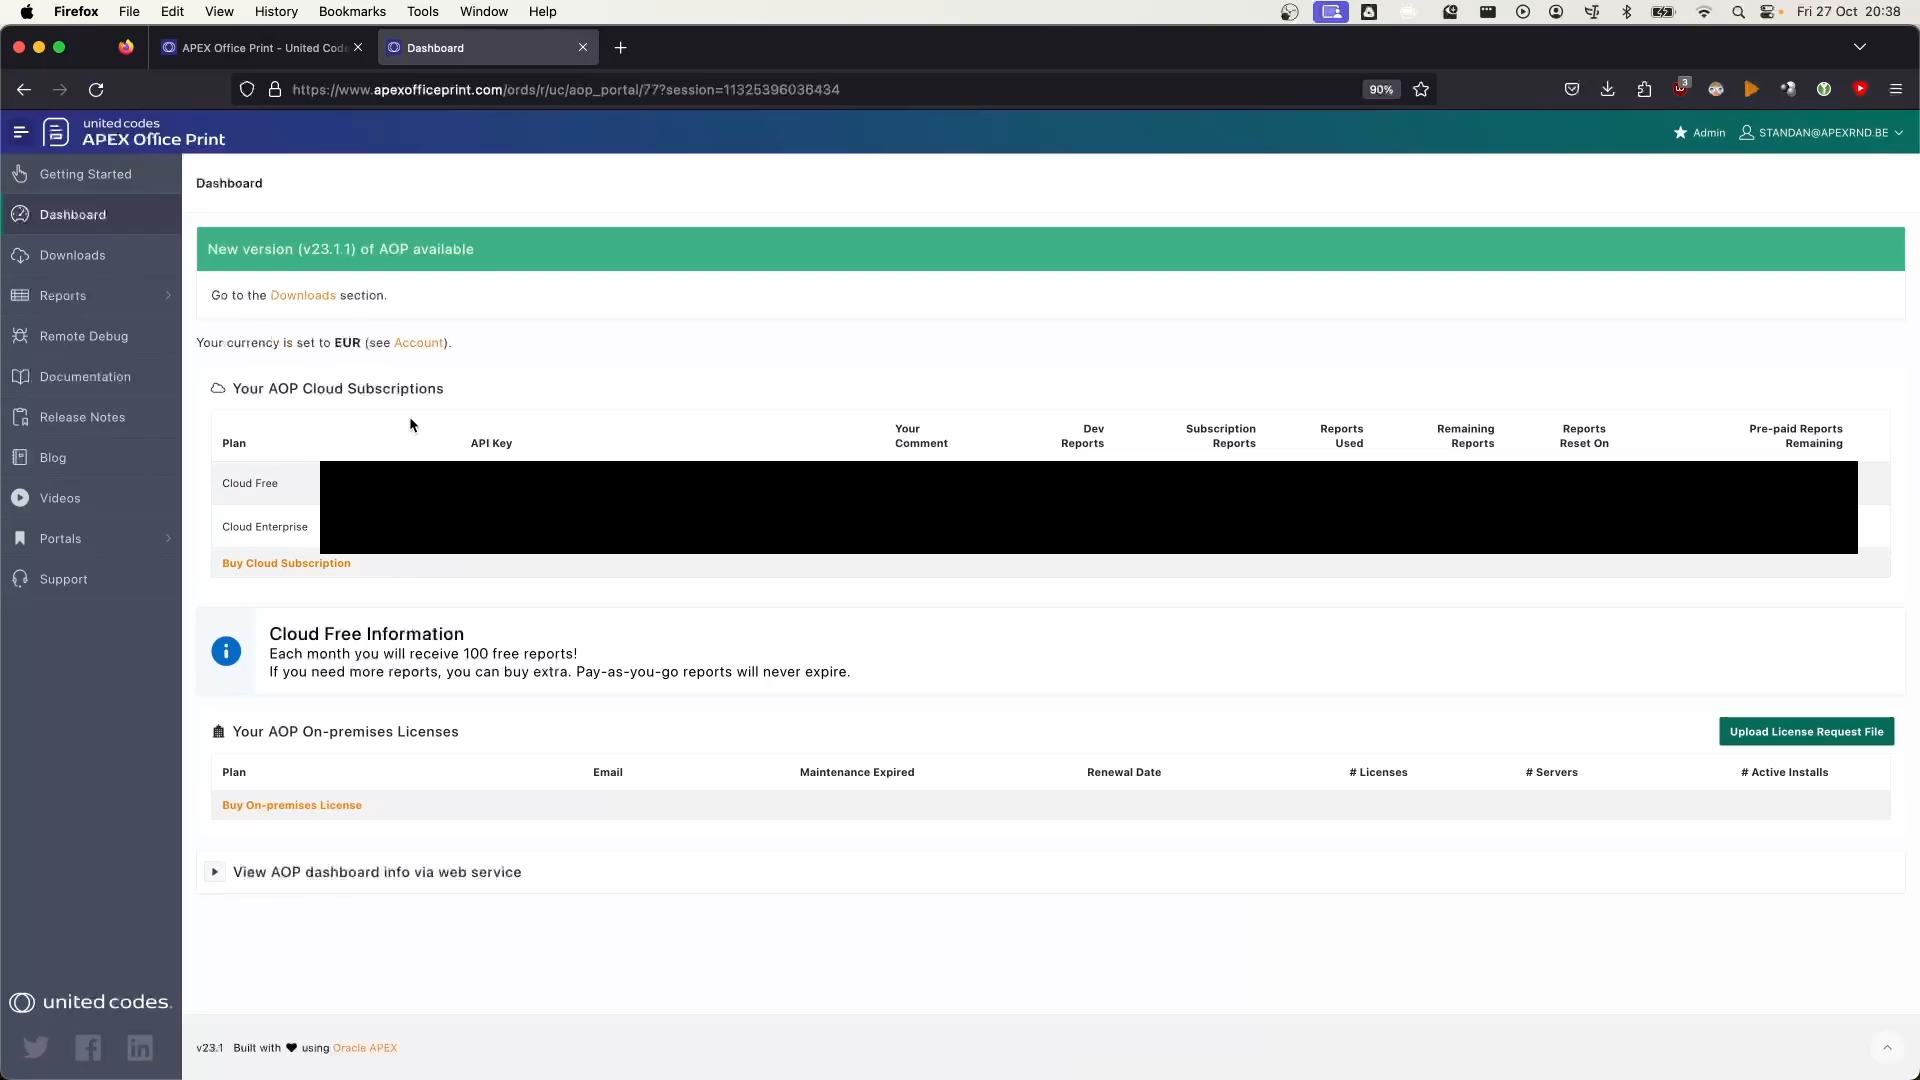 Firefox File Edit View History Bookmarks Tools Window Help Fri 27 Oct 20:38
APEX Office Print - United Code Dashboard
https://www.apexofficeprint.com/ords/r/uc/aop_portal/77?session=11325396036434 90% 3
united codes
APEX Office Print
Admin STANDAN@APEXRND.BE
Getting Started
Dashboard
Downloads
Reports
Remote Debug
Documentation
Release Notes
Blog
Videos
Portals
Support
united codes.
Dashboard
New version (v23.1.1) of AOP available
Go to the Downloads section.
Your currency is set to EUR (see Account).
Your AOP Cloud Subscriptions
Plan API Key Your Comment Dev Reports Subscription Reports Reports Used Remaining Reports Reports Reset On Pre-paid Reports Remaining
Cloud Free
Cloud Enterprise
Buy Cloud Subscription
Cloud Free Information
Each month you will receive 100 free reports!
If you need more reports, you can buy extra. Pay-as-you-go reports will never expire.
Your AOP On-premises Licenses Upload License Request File
Plan Email Maintenance Expired Renewal Date # Licenses # Servers # Active Installs
Buy On-premises License
View AOP dashboard info via web service
v23.1 Built with ♥ using Oracle APEX